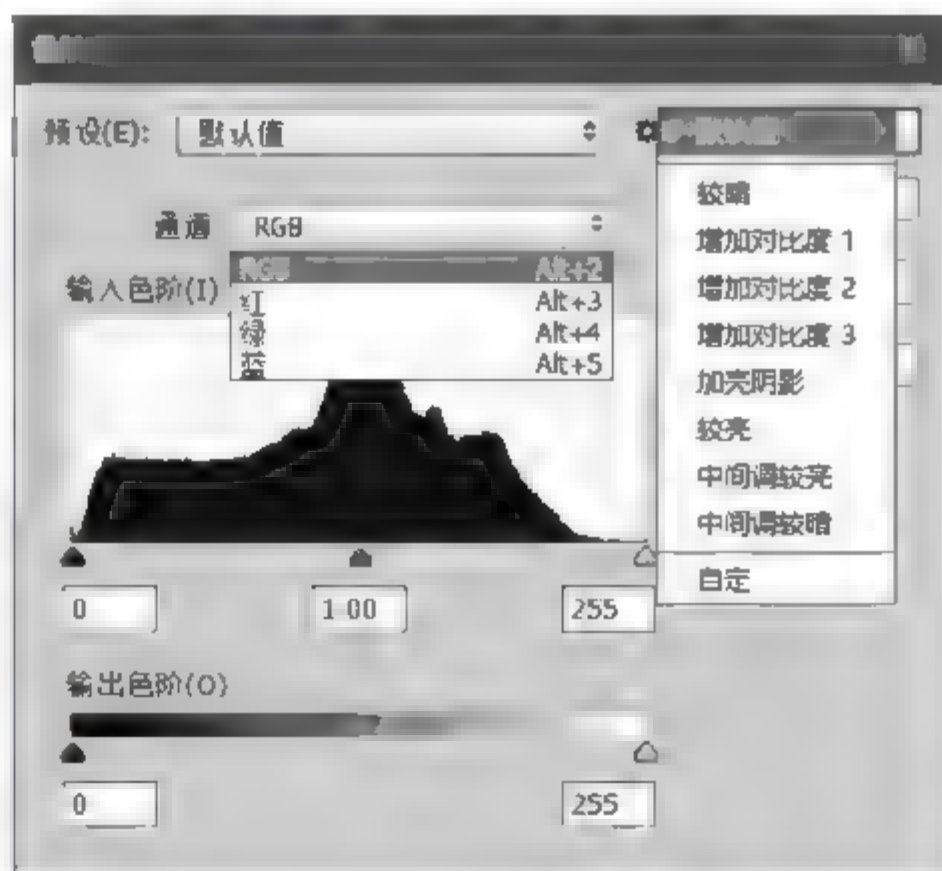 预设(E): 默认值
通道 RGB
RGB Alt+2
红 Alt+3
绿 Alt+4
蓝 Alt+5
输入色阶(I)
0 1.00 255
输出色阶(O)
0 255
较暗
增加对比度 1
增加对比度 2
增加对比度 3
加亮阴影
较亮
中间调较亮
中间调较暗
自定